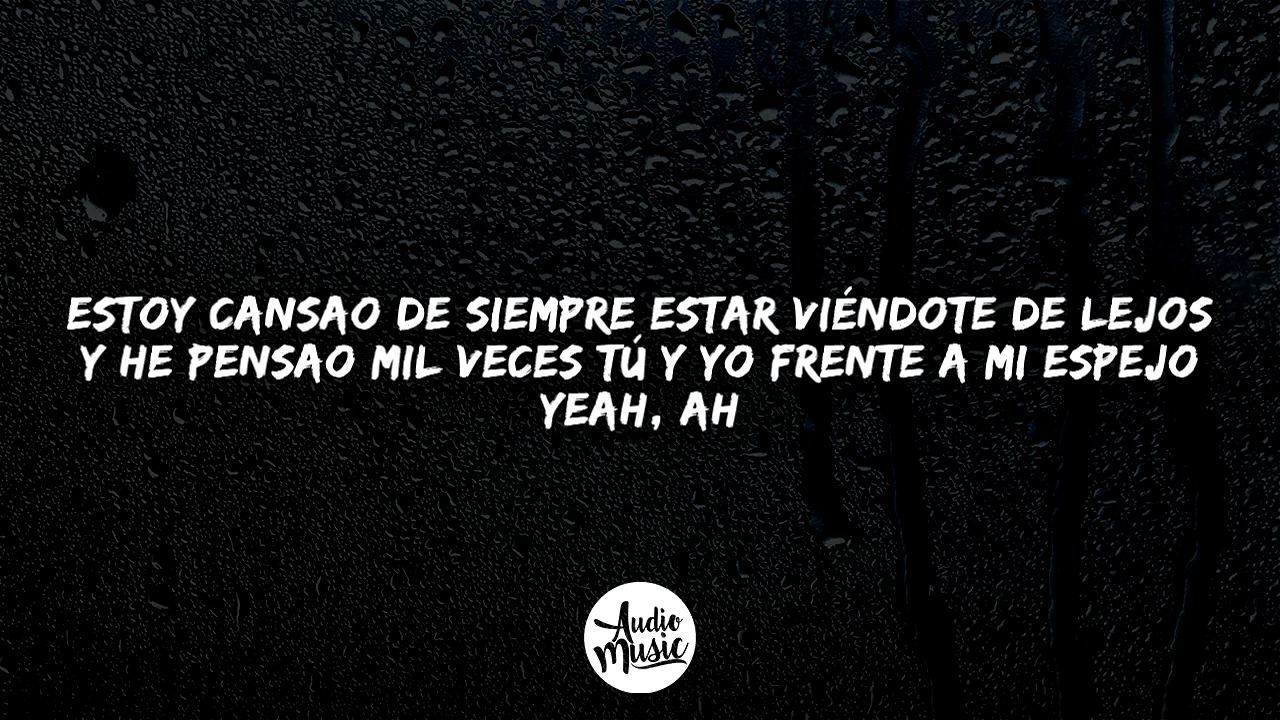 ESTOY CANSAO DE SIEMPRE ESTAR VIÉNDOTE DE LEJOS
Y HE PENSAO MIL VECES TÚ Y YO FRENTE A MI ESPEJO
YEAH, AH
Audio
Music